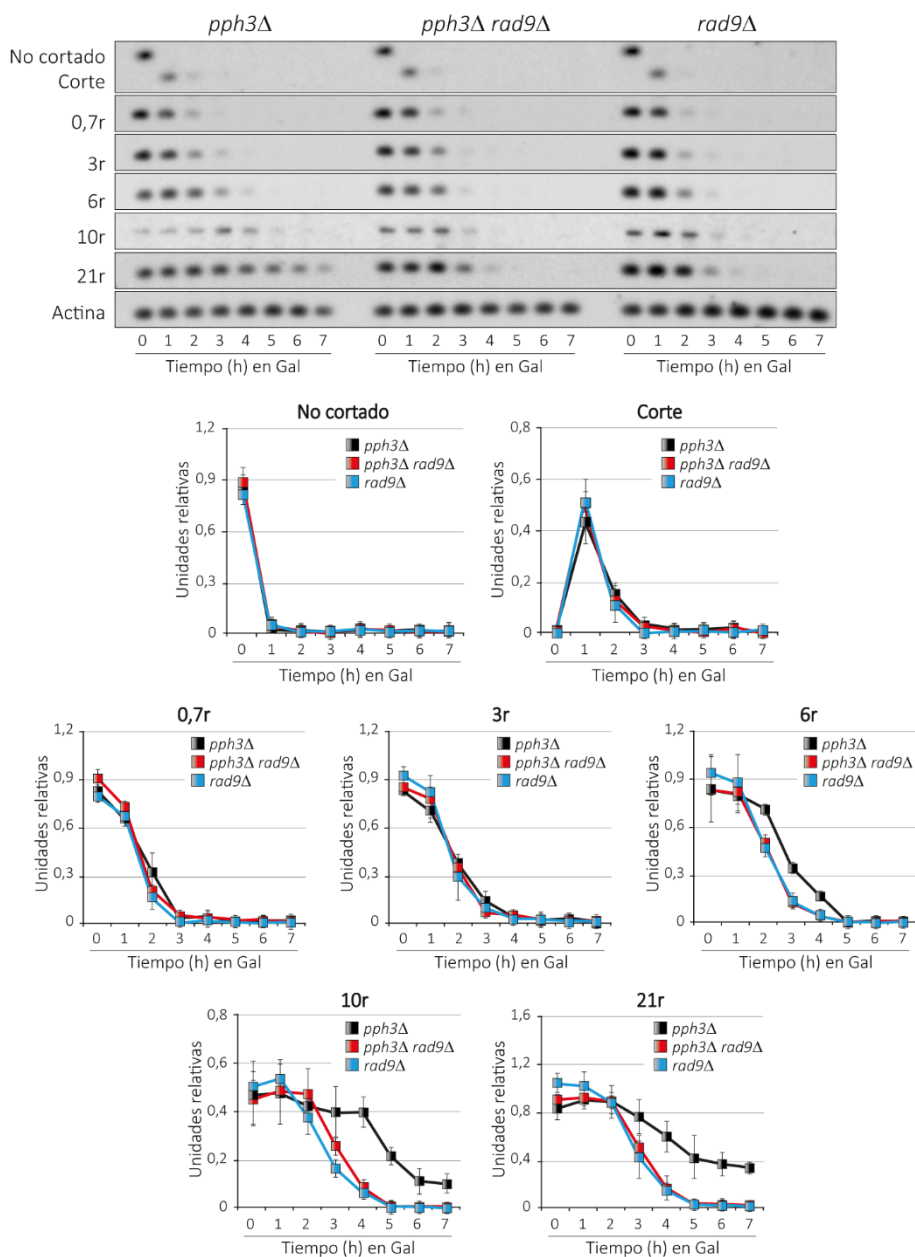 pph3Δ pph3Δ rad9Δ rad9Δ
No cortado
Corte
0,7r
3r
6r
10r
21r
Actina
0 1 2 3 4 5 6 7 0 1 2 3 4 5 6 7 0 1 2 3 4 5 6 7
Tiempo (h) en Gal Tiempo (h) en Gal Tiempo (h) en Gal
No cortado
Unidades relativas
1,2
0,9
0,6
0,3
0
pph3Δ
pph3Δ rad9Δ
rad9Δ
0 1 2 3 4 5 6 7
Tiempo (h) en Gal
Corte
Unidades relativas
0,8
0,6
0,4
0,2
0
pph3Δ
pph3Δ rad9Δ
rad9Δ
0 1 2 3 4 5 6 7
Tiempo (h) en Gal
0,7r
Unidades relativas
1,2
0,9
0,6
0,3
0
pph3Δ
pph3Δ rad9Δ
rad9Δ
0 1 2 3 4 5 6 7
Tiempo (h) en Gal
3r
Unidades relativas
1,2
0,9
0,6
0,3
0
pph3Δ
pph3Δ rad9Δ
rad9Δ
0 1 2 3 4 5 6 7
Tiempo (h) en Gal
6r
Unidades relativas
1,2
0,9
0,6
0,3
0
pph3Δ
pph3Δ rad9Δ
rad9Δ
0 1 2 3 4 5 6 7
Tiempo (h) en Gal
10r
Unidades relativas
0,8
0,6
0,4
0,2
0
pph3Δ
pph3Δ rad9Δ
rad9Δ
0 1 2 3 4 5 6 7
Tiempo (h) en Gal
21r
Unidades relativas
1,6
1,2
0,8
0,4
0
pph3Δ
pph3Δ rad9Δ
rad9Δ
0 1 2 3 4 5 6 7
Tiempo (h) en Gal